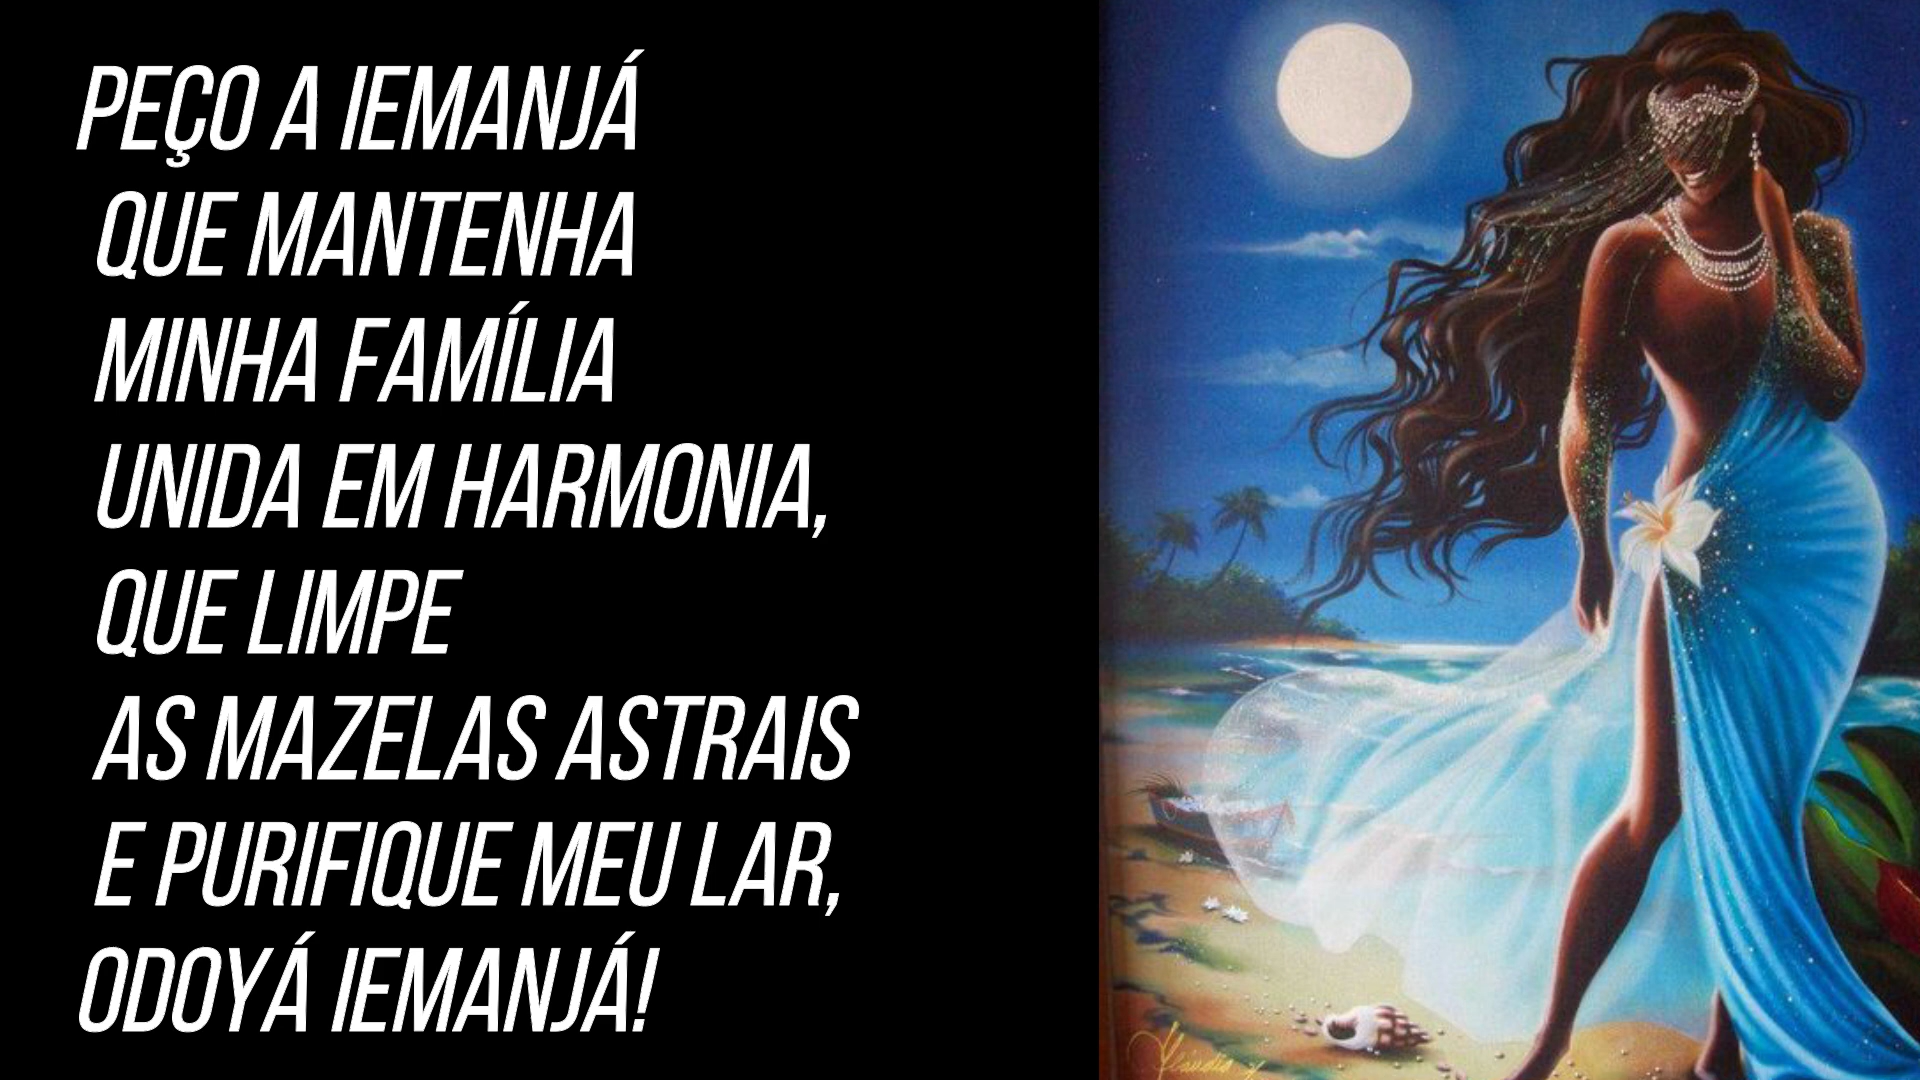 PEÇO A IEMANJÁ
QUE MANTENHA
MINHA FAMÍLIA
UNIDA EM HARMONIA,
QUE LIMPE
AS MAZELAS ASTRAIS
E PURIFIQUE MEU LAR,
ODOYÁ IEMANJÁ!